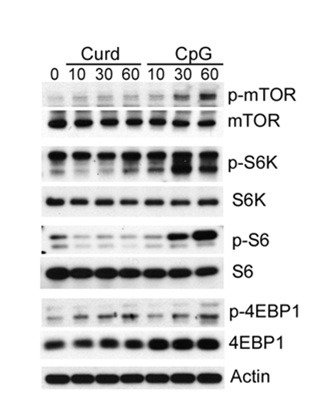 Curd CpG
0 10 30 60 10 30 60
p-mTOR
mTOR
p-S6K
S6K
p-S6
S6
p-4EBP1
4EBP1
Actin